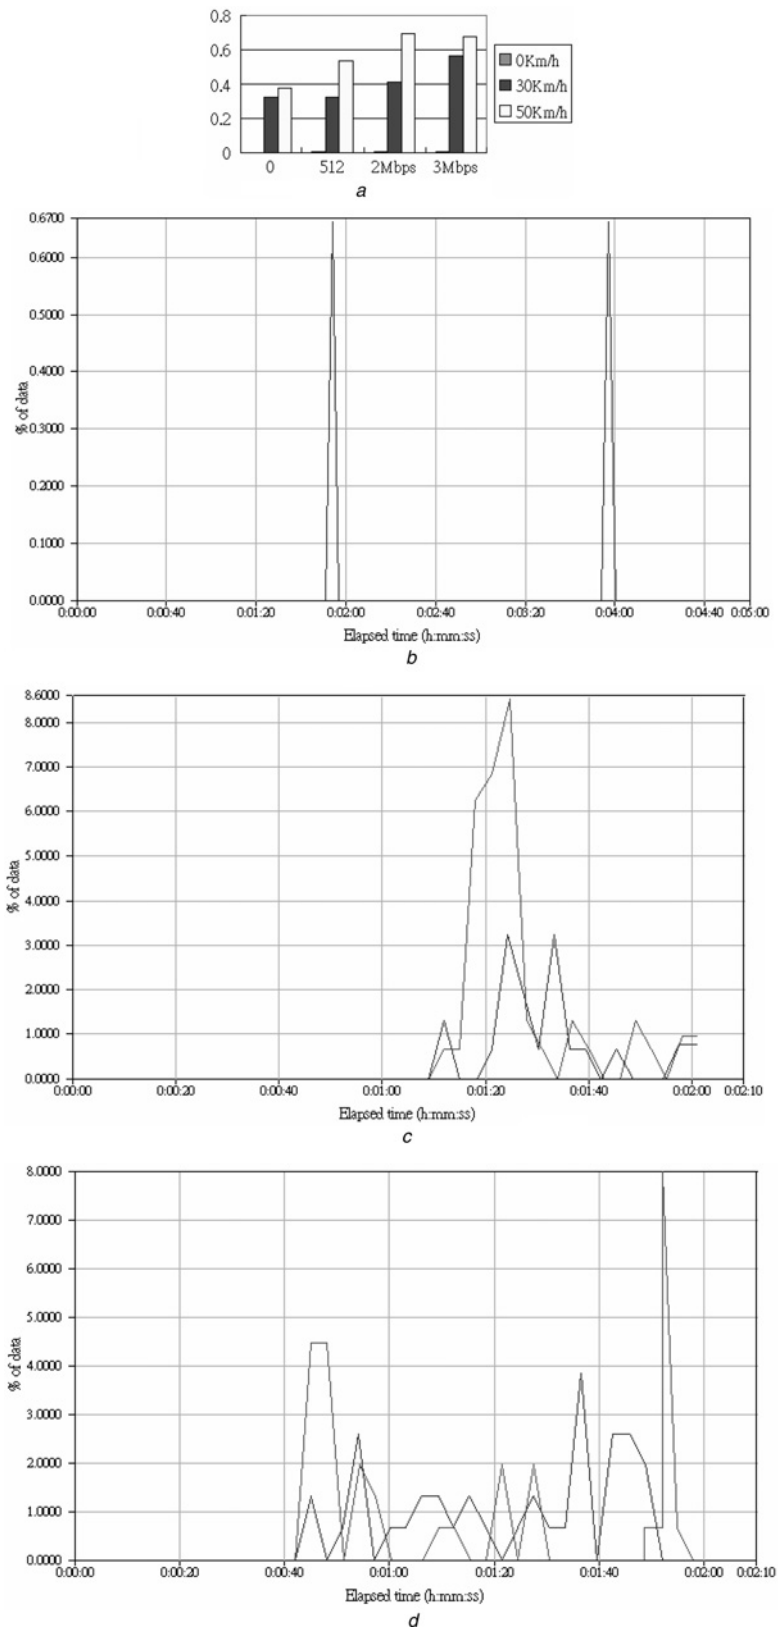 0.8
0.6
0.4
0.2
0
0 512 2Mbps 3Mbps
0Km/h
30Km/h
50Km/h
a
0.6700
0.6000
0.5000
0.4000
0.3000
0.2000
0.1000
0.0000
% of data
0:00:00 0:00:40 0:01:20 0:02:00 0:02:40 0:03:20 0:04:00 0:04:40 0:05:00
Elapsed time (h:mm:ss)
b
8.6000
8.0000
7.0000
6.0000
5.0000
4.0000
3.0000
2.0000
1.0000
0.0000
% of data
0:00:00 0:00:20 0:00:40 0:01:00 0:01:20 0:01:40 0:02:00 0:02:10
Elapsed time (h:mm:ss)
c
8.0000
7.0000
6.0000
5.0000
4.0000
3.0000
2.0000
1.0000
0.0000
% of data
0:00:00 0:00:20 0:00:40 0:01:00 0:01:20 0:01:40 0:02:00 0:02:10
Elapsed time (h:mm:ss)
d